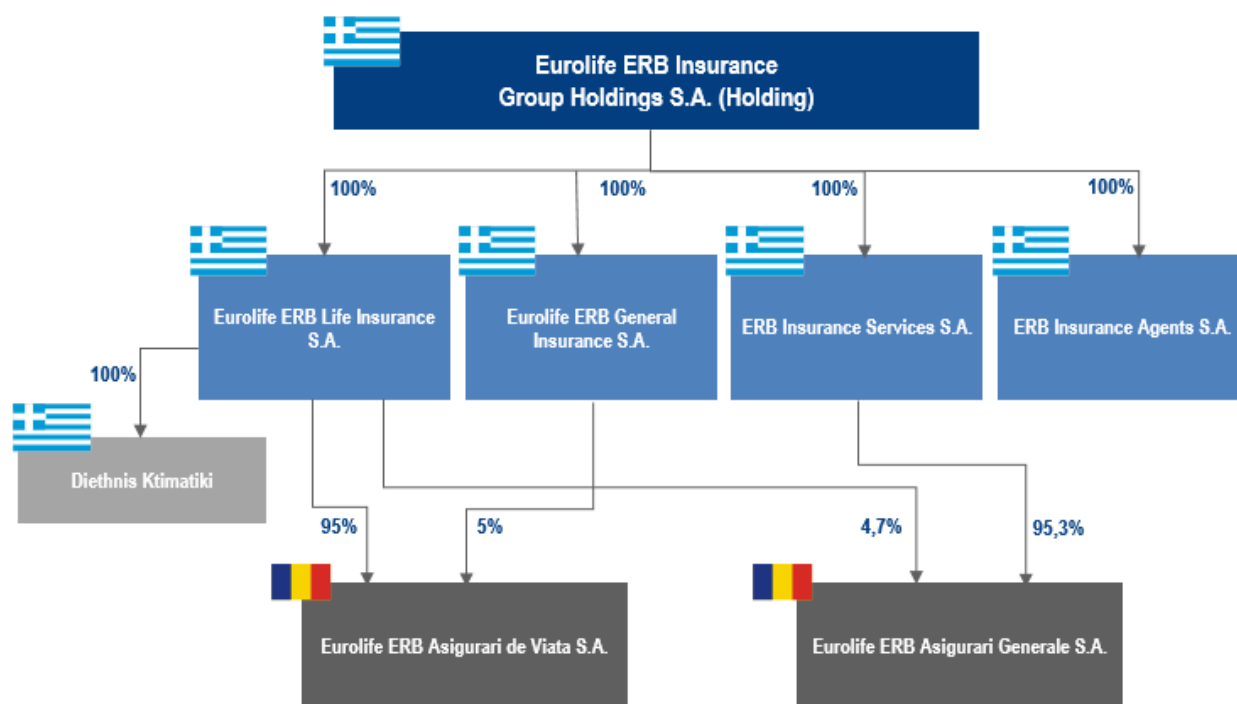 Eurolife ERB Insurance
Group Holdings S.A. (Holding)
100%
100%
100%
100%
Eurolife ERB Life Insurance
S.A.
Eurolife ERB General
Insurance S.A.
ERB Insurance Services S.A.
ERB Insurance Agents S.A.
100%
Diethnis Ktimatiki
95%
5%
4,7%
95,3%
Eurolife ERB Asigurari de Viata S.A.
Eurolife ERB Asigurari Generale S.A.